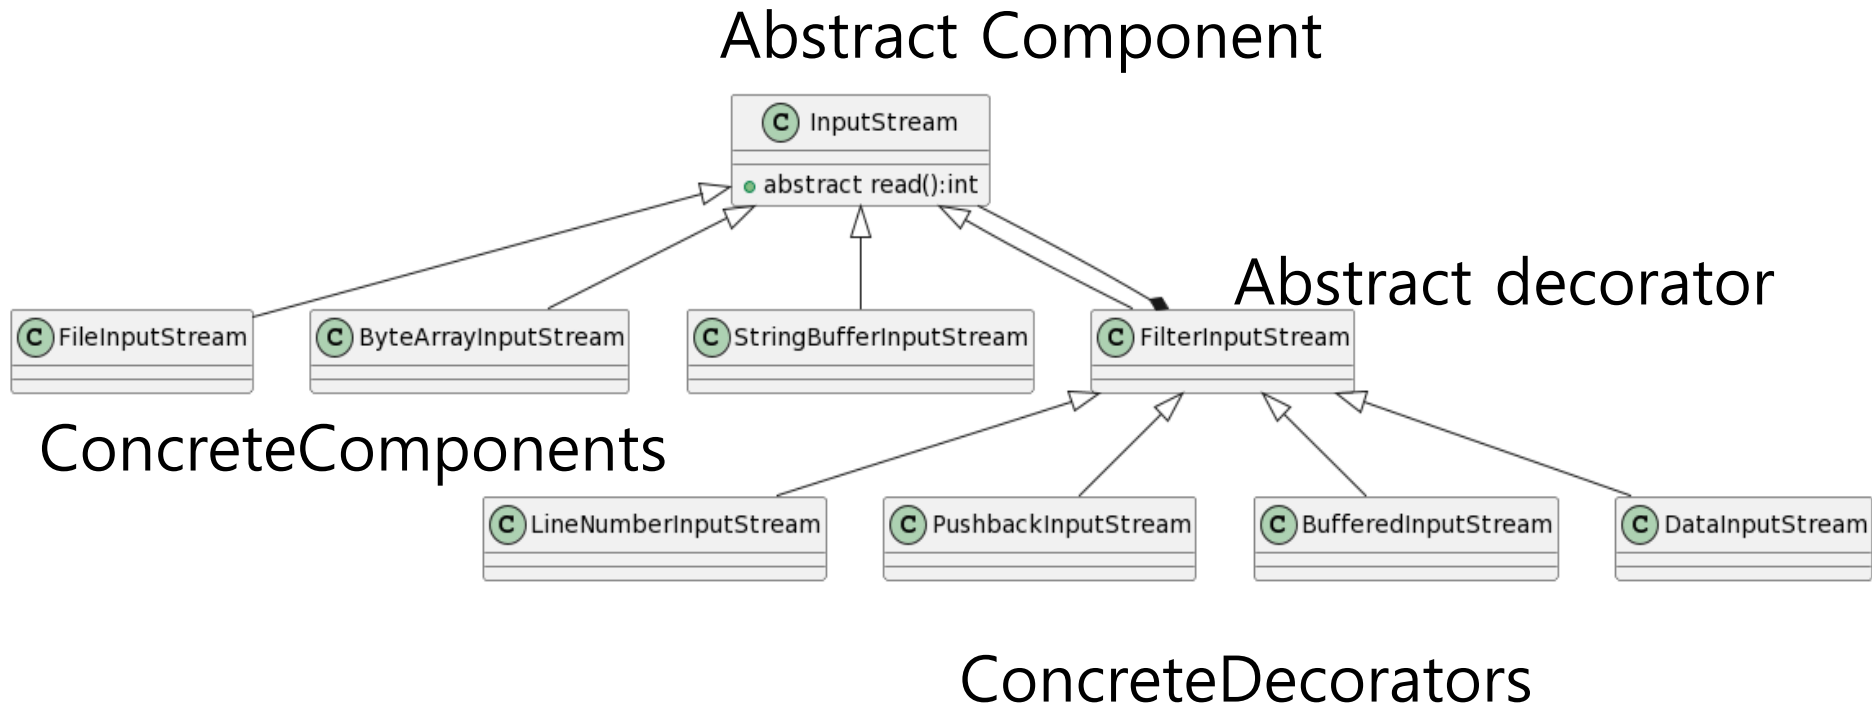 Abstract Component
C InputStream
abstract read():int
Abstract decorator
C FileInputStream
C ByteArrayInputStream
C StringBufferInputStream
C FilterInputStream
ConcreteComponents
C LineNumberInputStream
C PushbackInputStream
C BufferedInputStream
C DataInputStream
ConcreteDecorators